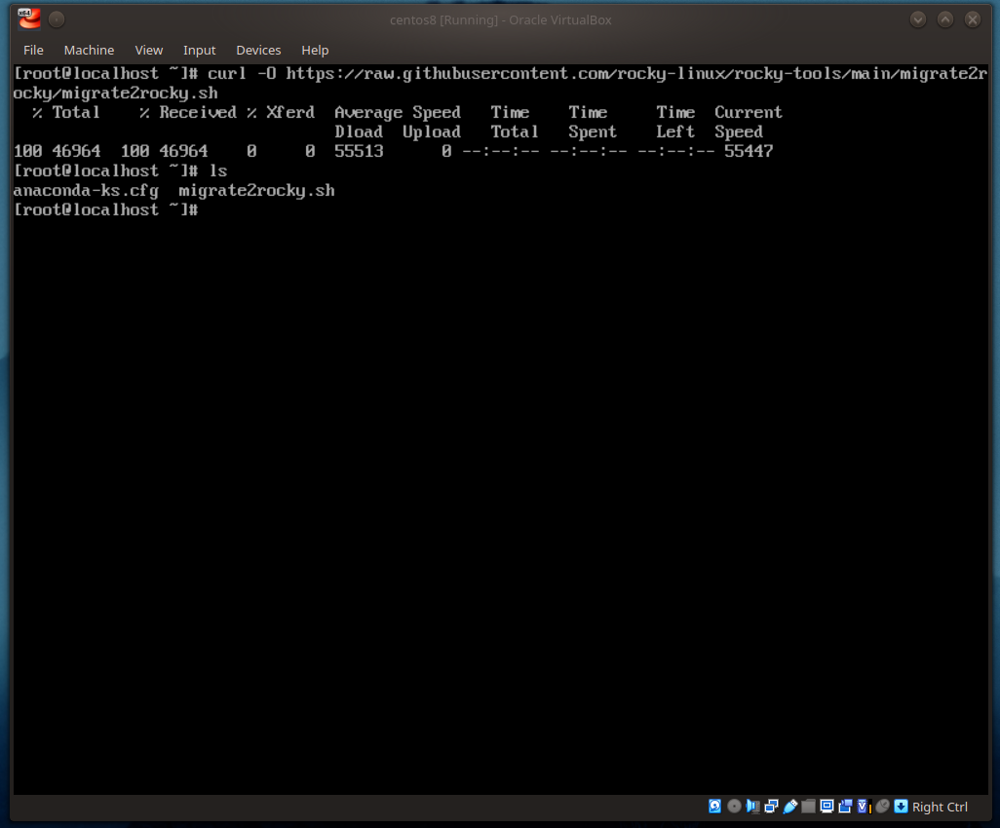 x64
centos8 [Running] - Oracle VirtualBox
File Machine View Input Devices Help
[root@localhost ~]# curl -O https://raw.githubusercontent.com/rocky-linux/rocky-tools/main/migrate2r
ocky/migrate2rocky.sh
  % Total    % Received % Xferd  Average Speed   Time    Time     Time  Current
                                 Dload  Upload   Total   Spent    Left  Speed
100 46964  100 46964    0     0  55513      0 --:--:-- --:--:-- --:--:-- 55447
[root@localhost ~]# ls
anaconda-ks.cfg  migrate2rocky.sh
[root@localhost ~]#
Right Ctrl